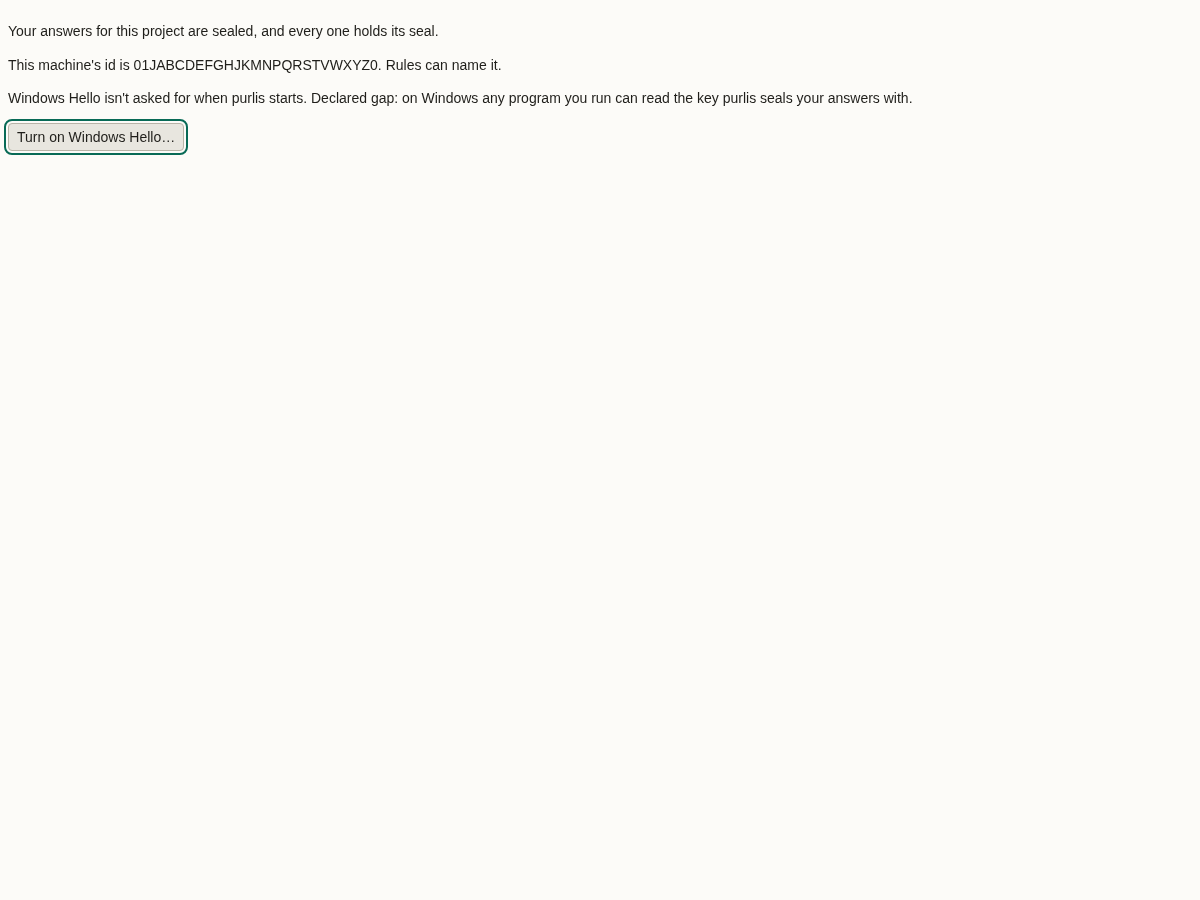 Your answers for this project are sealed, and every one holds its seal.
This machine's id is 01JABCDEFGHJKMNPQRSTVWXYZ0. Rules can name it.
Windows Hello isn't asked for when purlis starts. Declared gap: on Windows any program you run can read the key purlis seals your answers with.
Turn on Windows Hello…